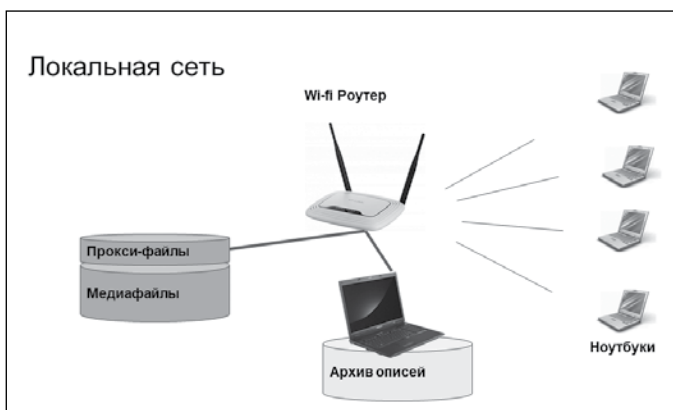 Локальная сеть
Wi-fi Роутер
Прокси-файлы
Медиафайлы
Архив описей
Ноутбуки